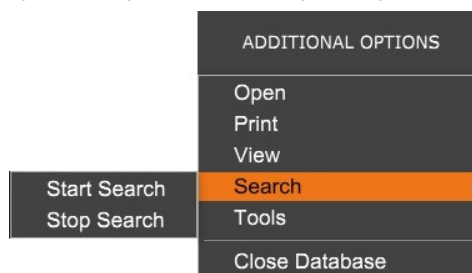 ADDITIONAL OPTIONS
Open
Print
View
Search
Start Search
Stop Search
Tools
Close Database